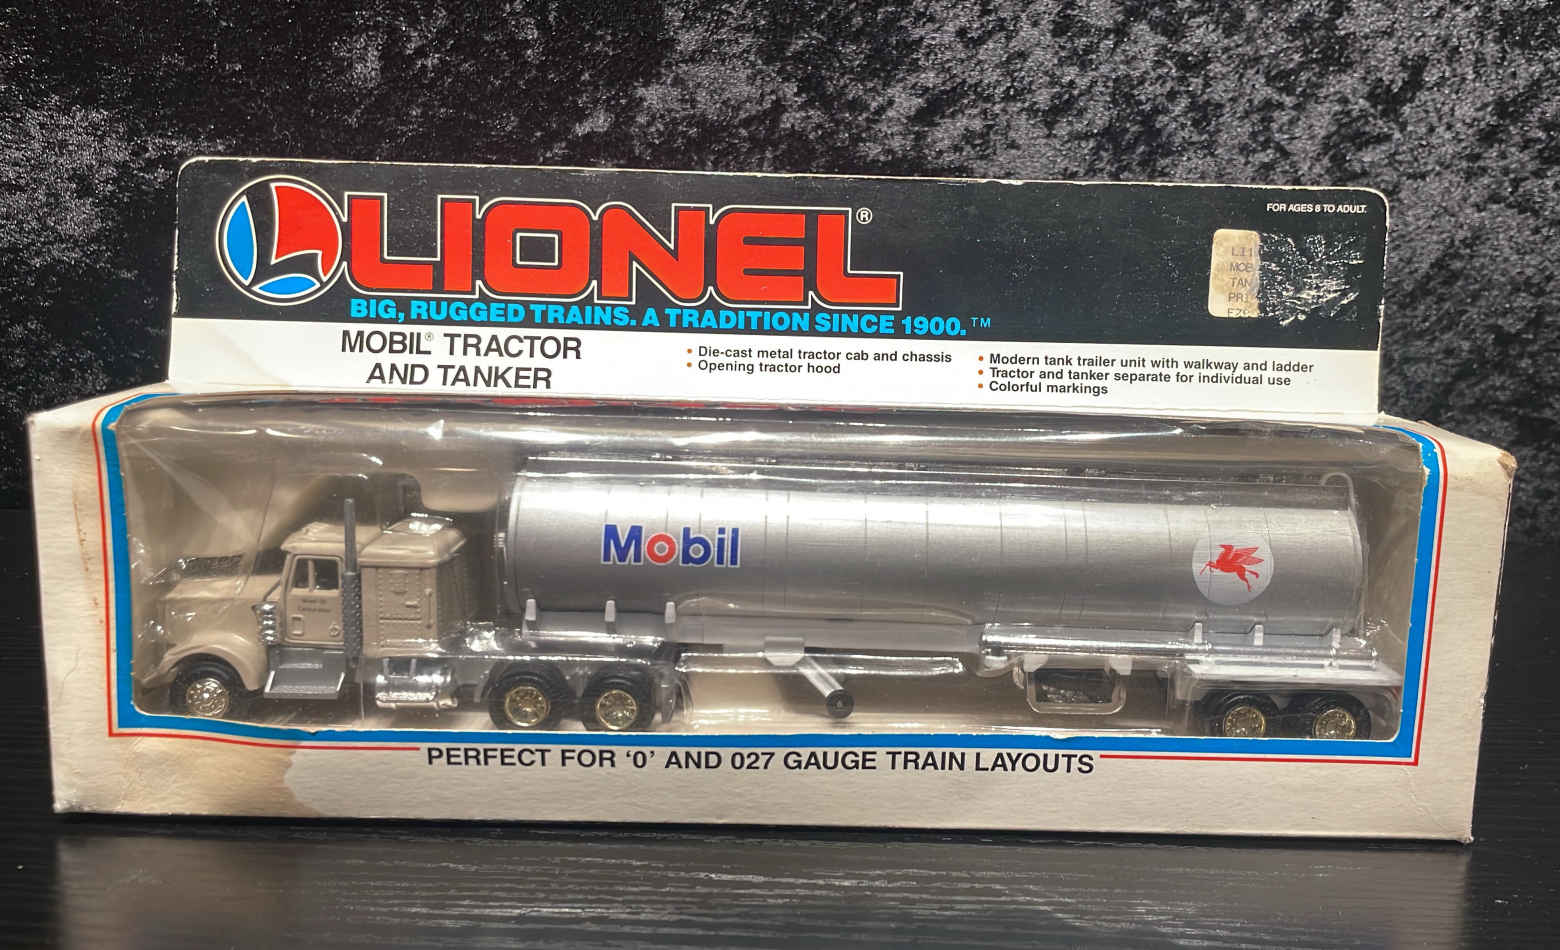 LIONEL®
BIG, RUGGED TRAINS. A TRADITION SINCE 1900.™
FOR AGES 8 TO ADULT.
MOBIL® TRACTOR
AND TANKER
• Die-cast metal tractor cab and chassis
• Opening tractor hood
• Modern tank trailer unit with walkway and ladder
• Tractor and tanker separate for individual use
• Colorful markings
MOB
TAN
Mobil
PERFECT FOR ‘0’ AND 027 GAUGE TRAIN LAYOUTS